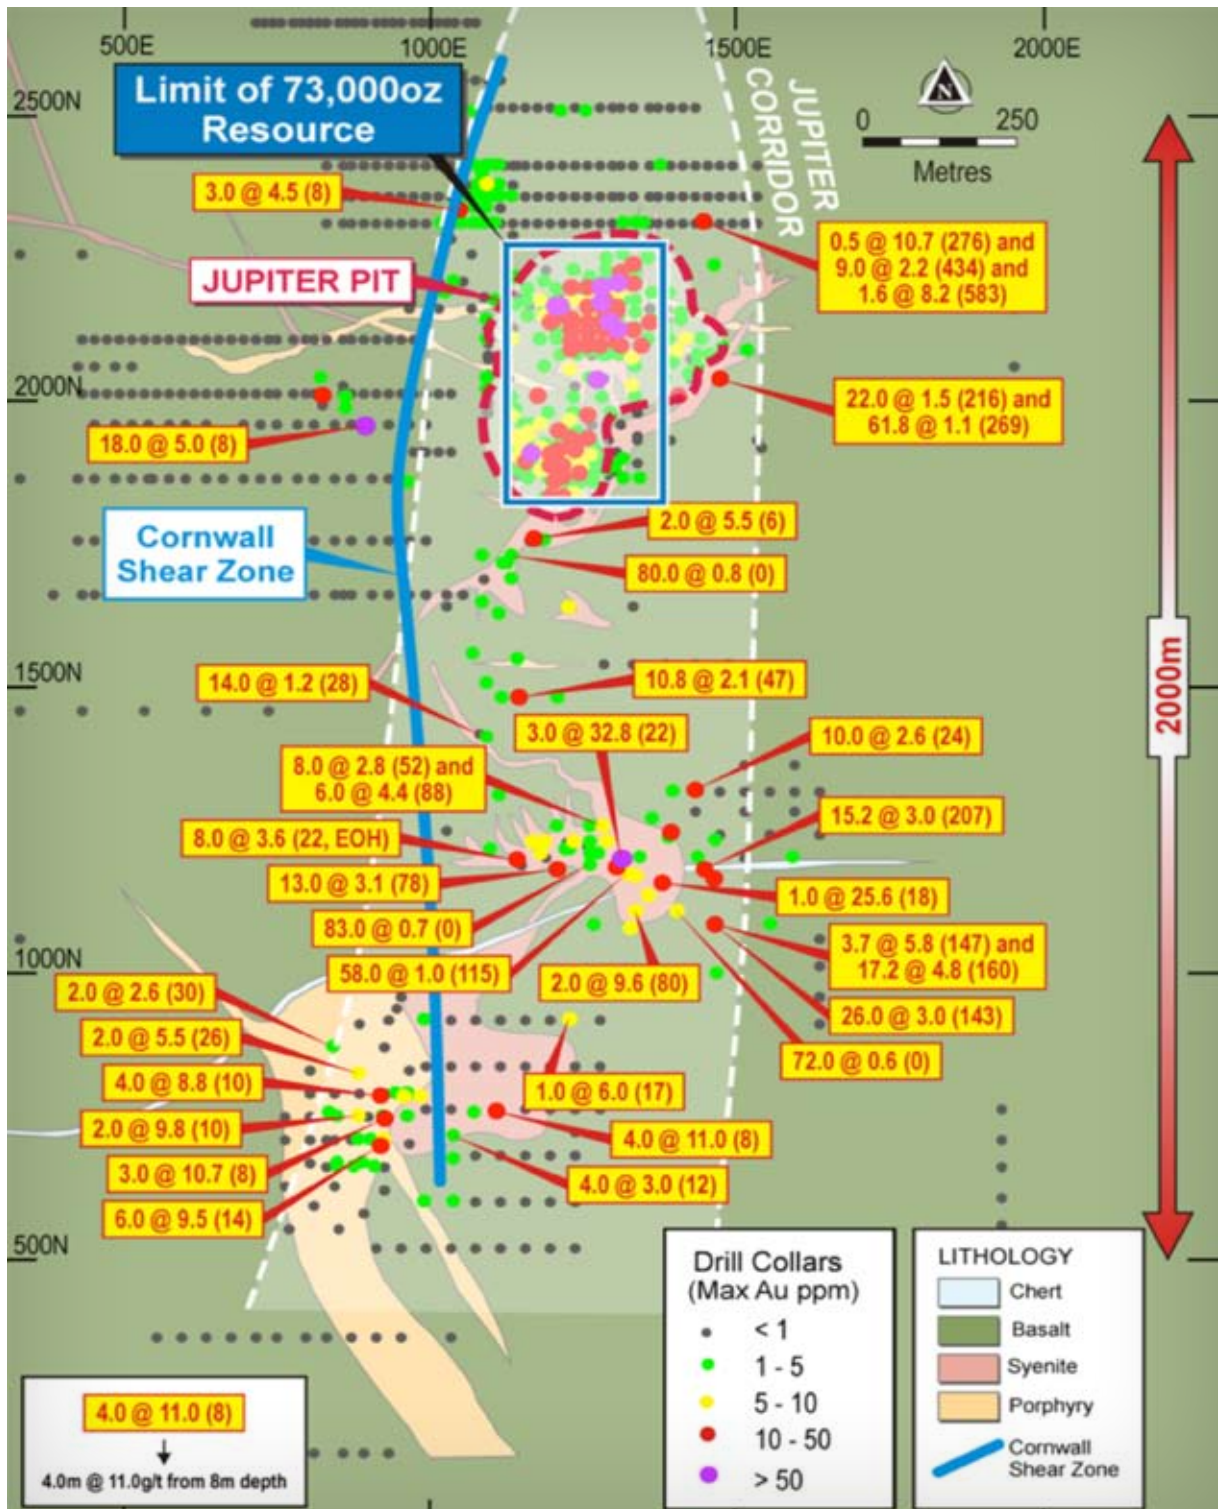 500E
1000E
1500E
2000E
2500N
Limit of 73,000oz
Resource
JUPITER
CORRIDOR
N
0
250
Metres
3.0 @ 4.5 (8)
0.5 @ 10.7 (276) and
9.0 @ 2.2 (434) and
1.6 @ 8.2 (583)
JUPITER PIT
2000N
22.0 @ 1.5 (216) and
61.8 @ 1.1 (269)
18.0 @ 5.0 (8)
2.0 @ 5.5 (6)
Cornwall
Shear Zone
80.0 @ 0.8 (0)
2000m
1500N
14.0 @ 1.2 (28)
10.8 @ 2.1 (47)
3.0 @ 32.8 (22)
10.0 @ 2.6 (24)
8.0 @ 2.8 (52) and
6.0 @ 4.4 (88)
15.2 @ 3.0 (207)
8.0 @ 3.6 (22, EOH)
13.0 @ 3.1 (78)
1.0 @ 25.6 (18)
83.0 @ 0.7 (0)
3.7 @ 5.8 (147) and
17.2 @ 4.8 (160)
1000N
58.0 @ 1.0 (115)
2.0 @ 9.6 (80)
2.0 @ 2.6 (30)
26.0 @ 3.0 (143)
2.0 @ 5.5 (26)
72.0 @ 0.6 (0)
4.0 @ 8.8 (10)
1.0 @ 6.0 (17)
2.0 @ 9.8 (10)
4.0 @ 11.0 (8)
3.0 @ 10.7 (8)
4.0 @ 3.0 (12)
6.0 @ 9.5 (14)
500N
Drill Collars
(Max Au ppm)
< 1
1 - 5
5 - 10
10 - 50
> 50
LITHOLOGY
Chert
Basalt
Syenite
Porphyry
Cornwall
Shear Zone
4.0 @ 11.0 (8)
4.0m @ 11.0g/t from 8m depth